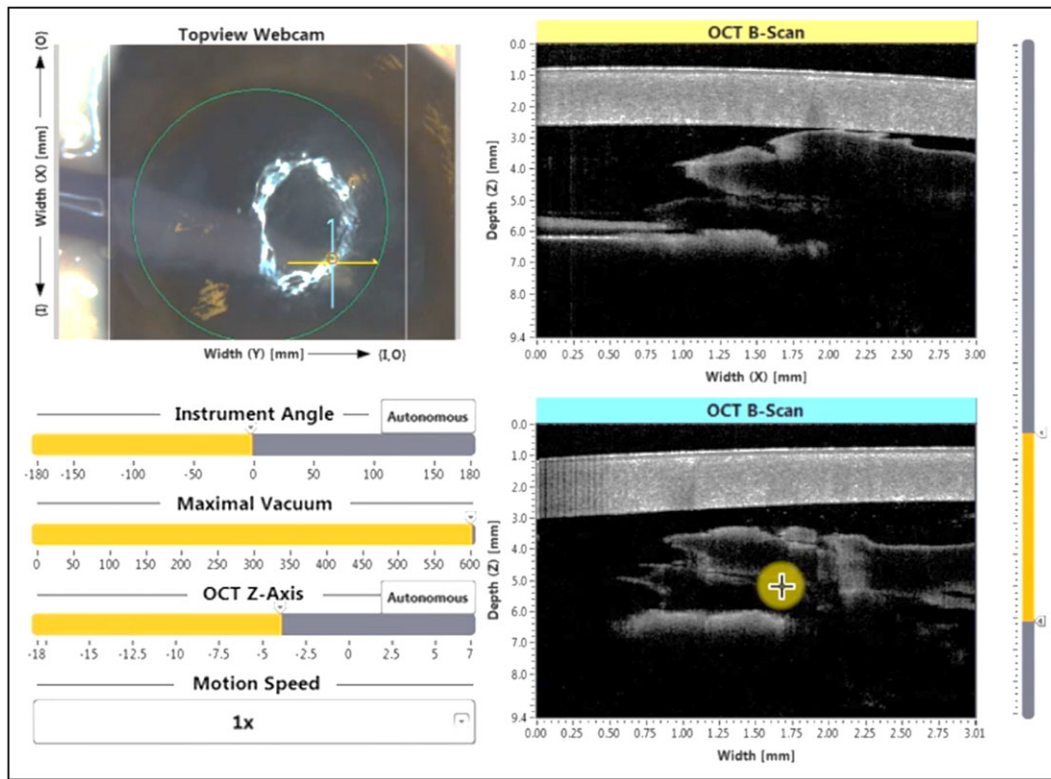 Topview Webcam
{O}
Width (X) [mm]
{I}
Width (Y) [mm]
{I,O}
OCT B-Scan
0.0
1.0
2.0
3.0
4.0
5.0
6.0
7.0
8.0
9.4
Depth (Z) [mm]
0.00 0.25 0.50 0.75 1.00 1.25 1.50 1.75 2.00 2.25 2.50 2.75 3.00
Width (X) [mm]
Instrument Angle
Autonomous
-180 -150 -100 -50 0 50 100 150 180
Maximal Vacuum
0 50 100 150 200 250 300 350 400 450 500 550 600
OCT Z-Axis
Autonomous
-18 -15 -12.5 -10 -7.5 -5 -2.5 0 2.5 5 7
Motion Speed
1x
OCT B-Scan
0.0
1.0
2.0
3.0
4.0
5.0
6.0
7.0
8.0
9.4
Depth (Z) [mm]
0.00 0.25 0.50 0.75 1.00 1.25 1.50 1.75 2.00 2.25 2.50 2.75 3.01
Width [mm]